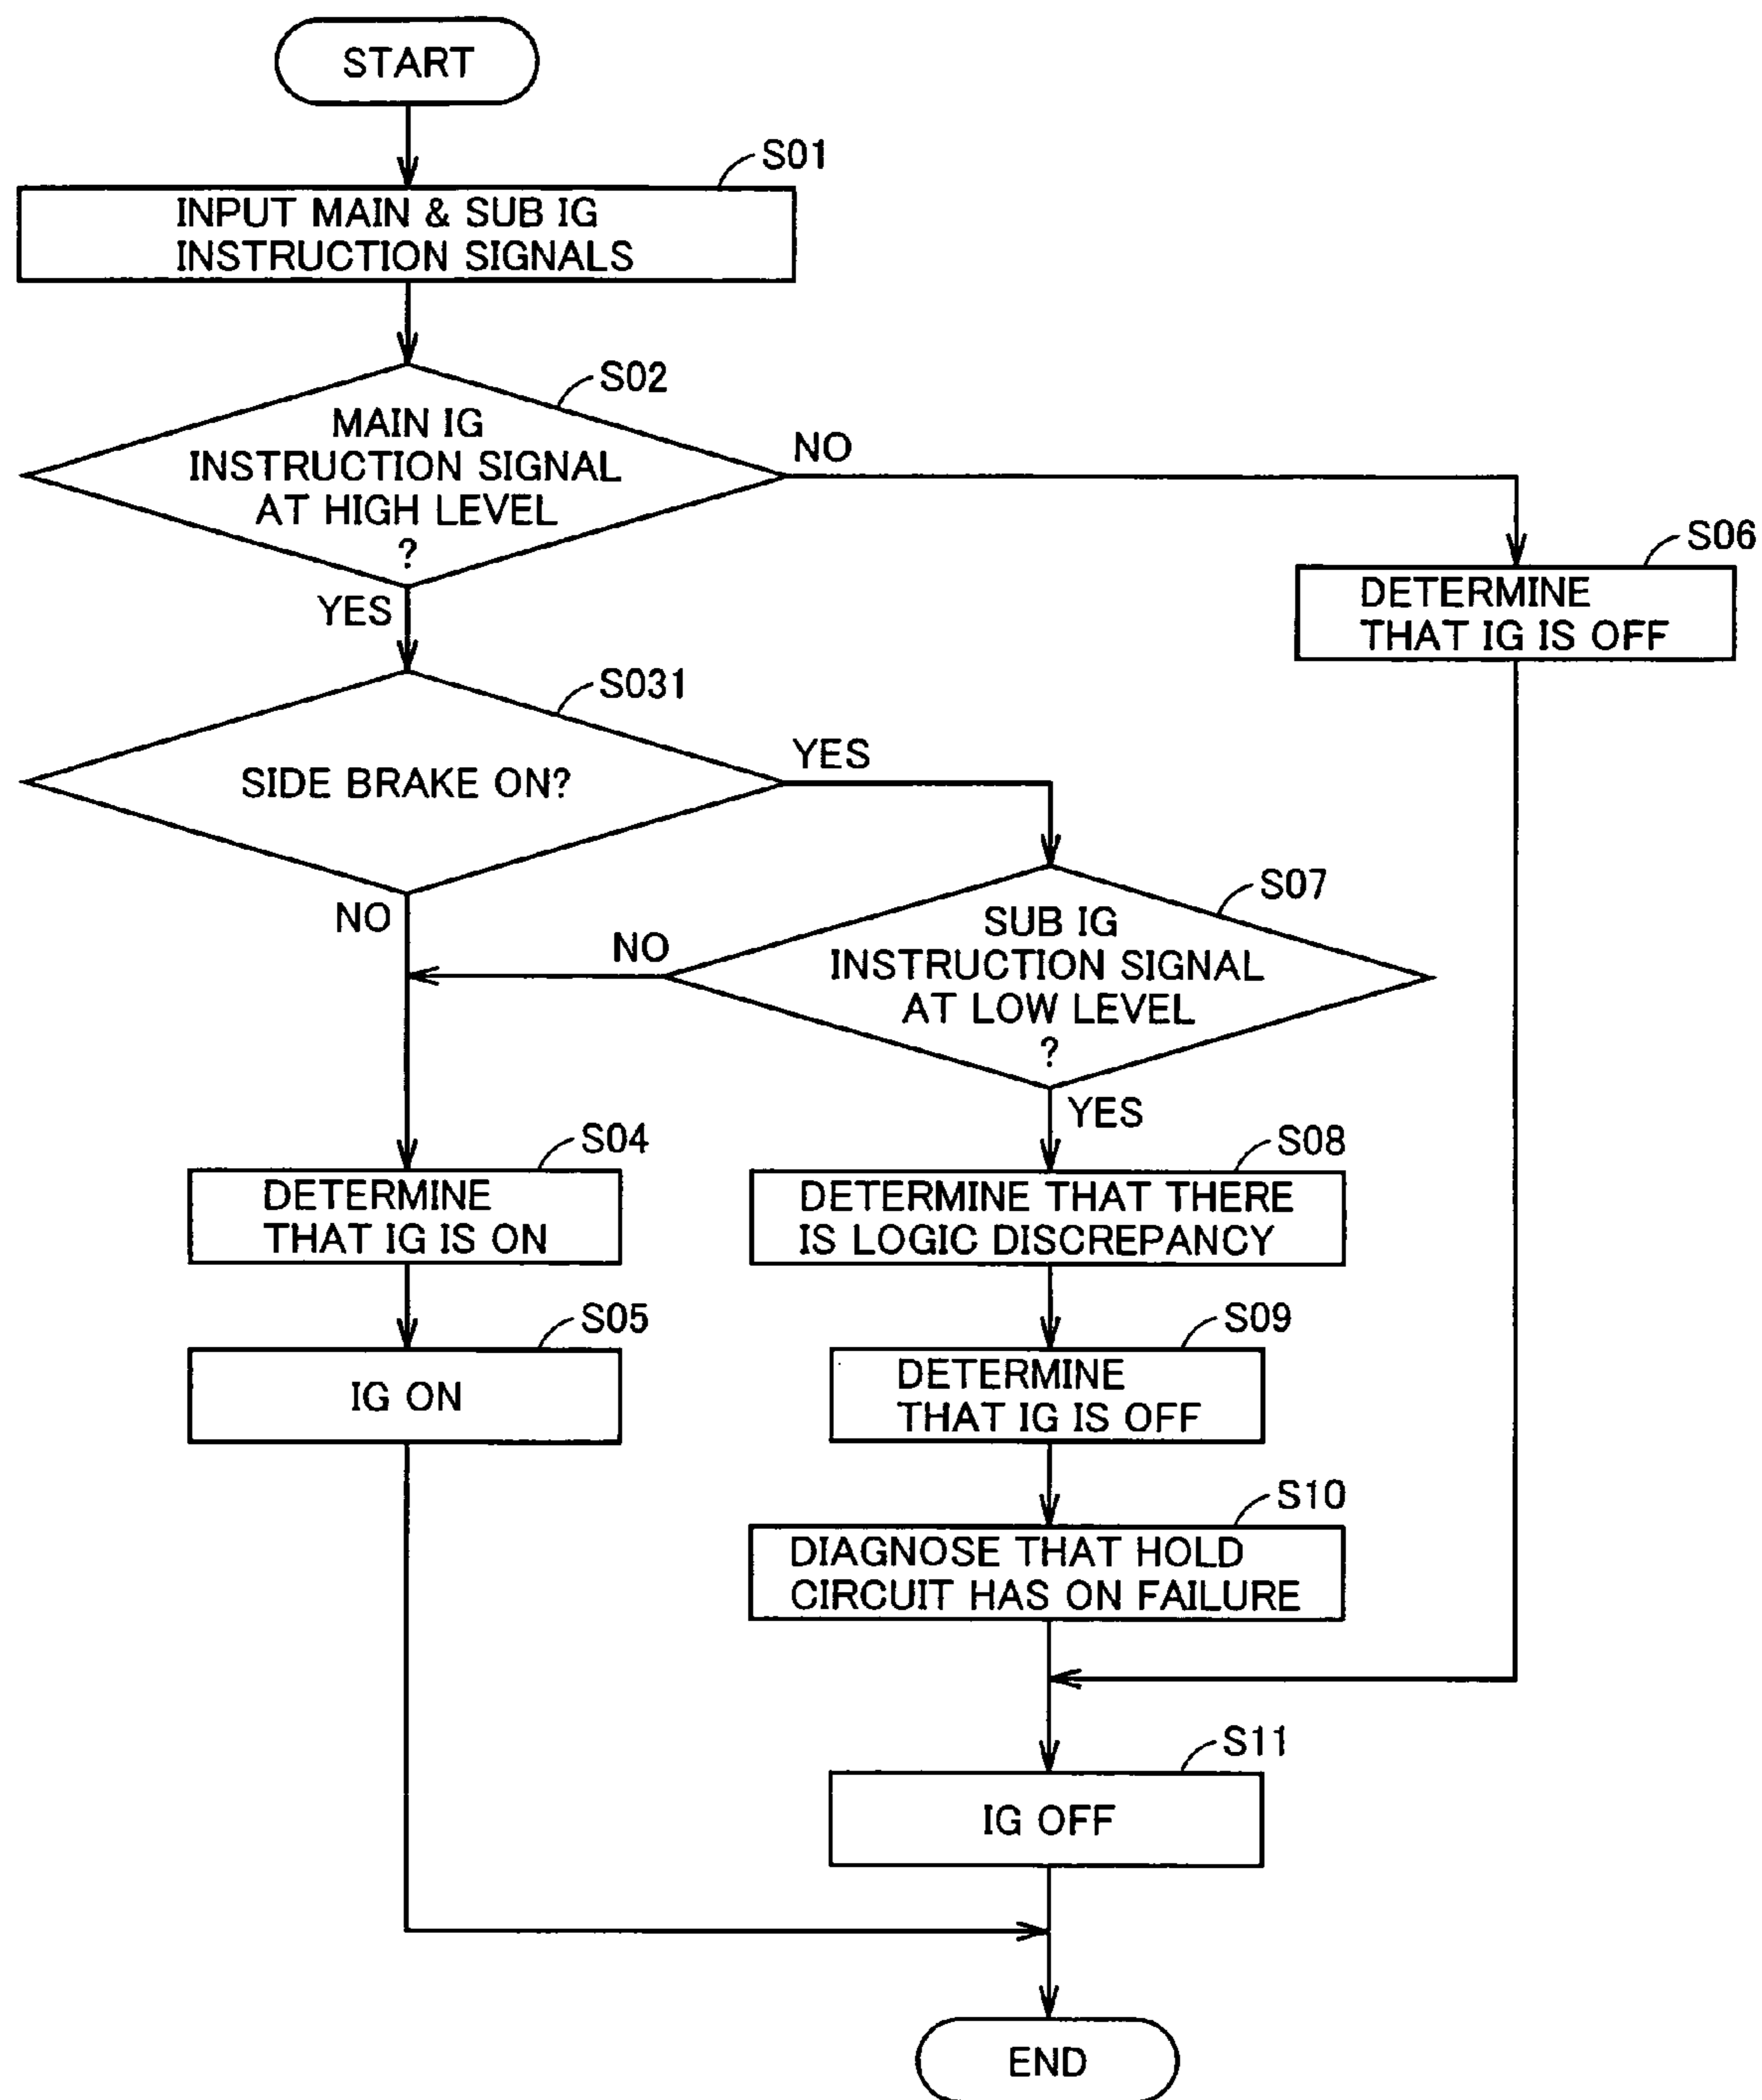 START
S01
INPUT MAIN & SUB IG
INSTRUCTION SIGNALS
S02
MAIN IG
INSTRUCTION SIGNAL
AT HIGH LEVEL
?
NO
YES
S06
DETERMINE
THAT IG IS OFF
S031
SIDE BRAKE ON?
YES
NO
S07
SUB IG
INSTRUCTION SIGNAL
AT LOW LEVEL
?
NO
YES
S04
DETERMINE
THAT IG IS ON
S08
DETERMINE THAT THERE
IS LOGIC DISCREPANCY
S05
IG ON
S09
DETERMINE
THAT IG IS OFF
S10
DIAGNOSE THAT HOLD
CIRCUIT HAS ON FAILURE
S11
IG OFF
END